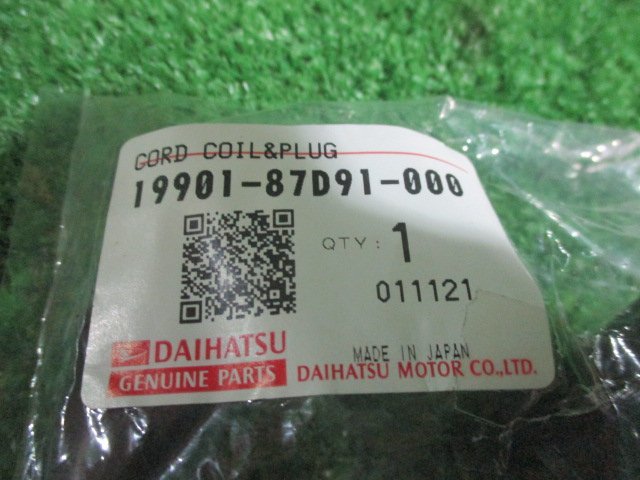 CORD COIL&PLUG
19901-87D91-000
QTY: 1
011121
DAIHATSU
GENUINE PARTS
MADE IN JAPAN
DAIHATSU MOTOR CO.,LTD.